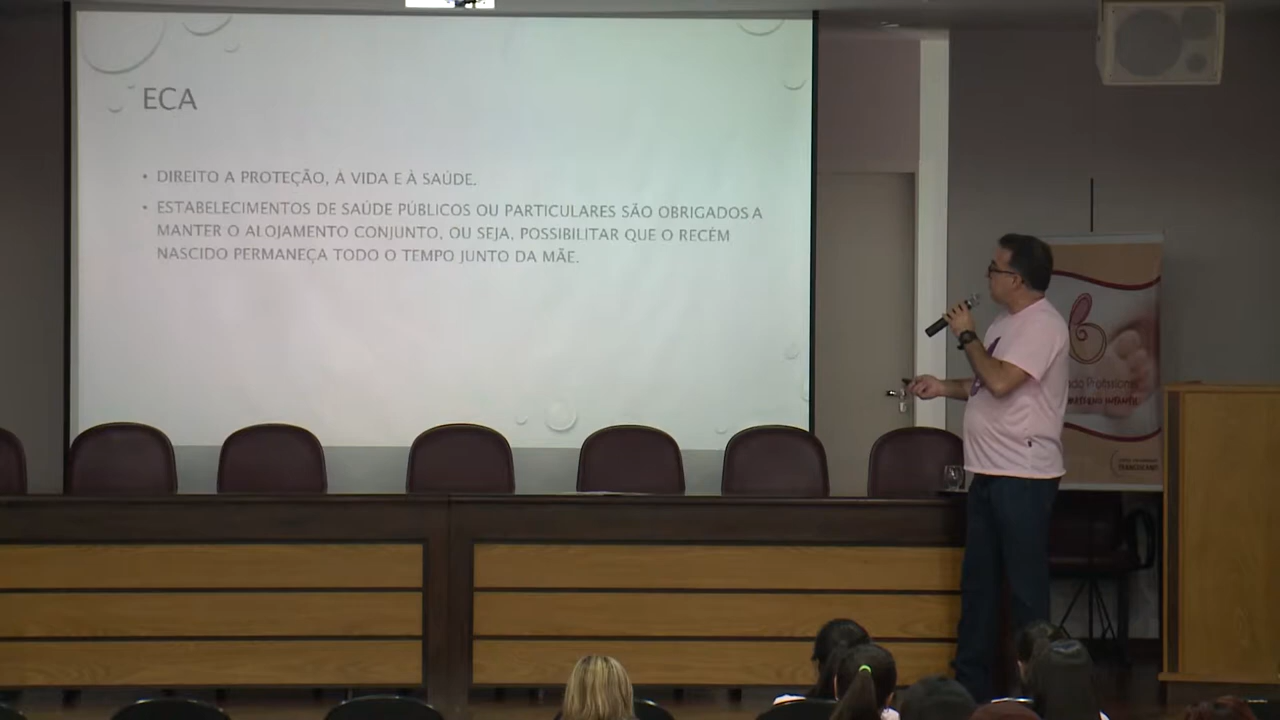 ECA
• DIREITO A PROTEÇÃO, À VIDA E À SAÚDE.
• ESTABELECIMENTOS DE SAÚDE PÚBLICOS OU PARTICULARES SÃO OBRIGADOS A
MANTER O ALOJAMENTO CONJUNTO, OU SEJA, POSSIBILITAR QUE O RECÉM
NASCIDO PERMANEÇA TODO O TEMPO JUNTO DA MÃE.